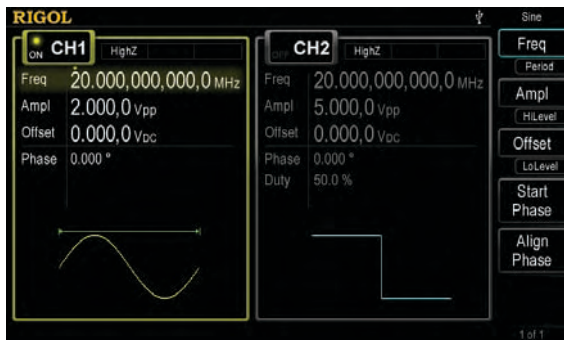 RIGOL
Sine
ON CH1 HighZ
Freq 20.000,000,000,0 MHz
Ampl 2.000,0 Vpp
Offset 0.000,0 VDC
Phase 0.000 °
OFF CH2 HighZ
Freq 20.000,000,000,0 MHz
Ampl 5.000,0 Vpp
Offset 0.000,0 VDC
Phase 0.000 °
Duty 50.0 %
Freq
Period
Ampl
HiLevel
Offset
LoLevel
Start
Phase
Align
Phase
1 of 1